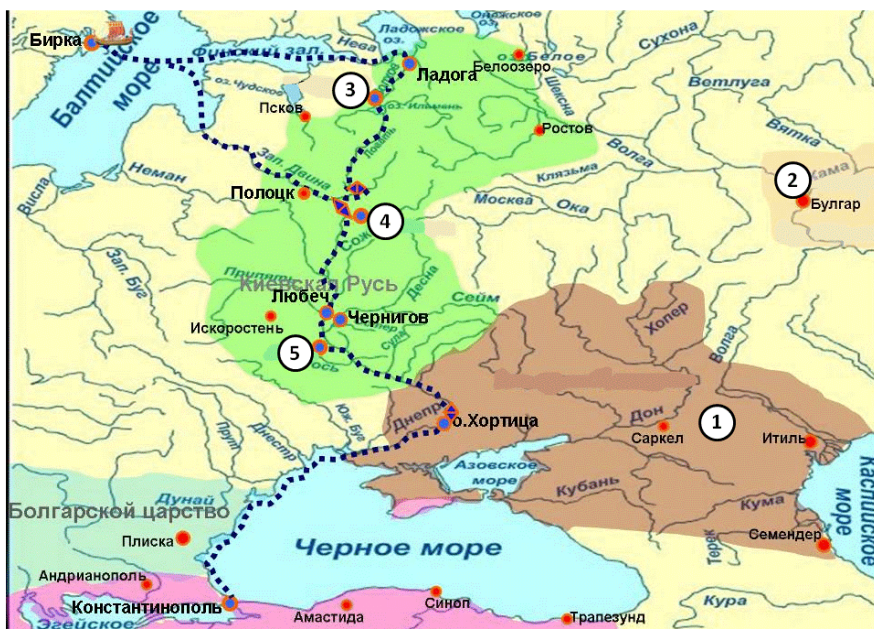 Бирка
Балтийское
море
Финский зал.
Нева
Ладожское
оз.
Онежское
оз.
Ладога
оз. Белое
Белоозеро
Сухона
Шексна
Ветлуга
Вятка
оз. Чудское
Псков
3
оз. Ильмень
Ловать
Ростов
Волга
Клязьма
Кама
2
Булгар
Неман
Висла
Зап. Двина
Полоцк
4
Сож
Москва
Ока
Зап. Буг
Припять
Киевская Русь
Любеч
Чернигов
Десна
Сейм
Сула
Искоростень
5
Рось
Хопер
Волга
Днепр
о.Хортица
Дон
1
Саркел
Итиль
Юж. Буг
Днестр
Прут
Азовское
море
Кубань
Кума
Терек
Семендер
Каспийское
море
Дунай
Болгарской царство
Плиска
Черное море
Андрианополь
Константинополь
Эгейское
Амастида
Синоп
Трапезунд
Кура